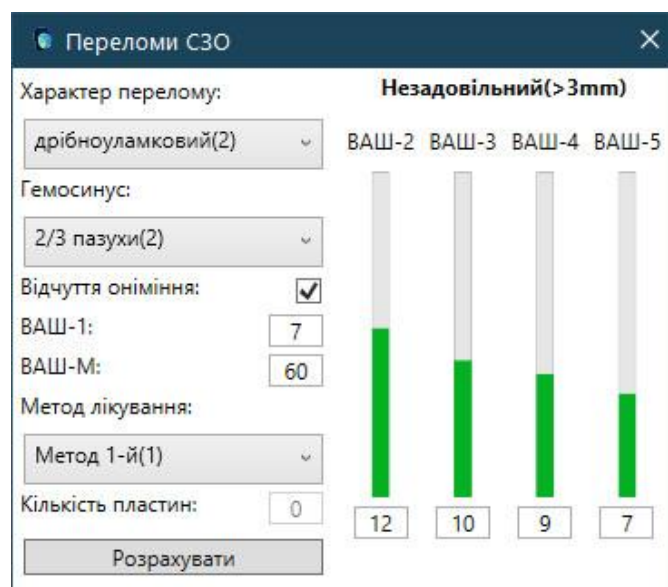 Переломи СЗО
Характер перелому:
дрібноуламковий(2)
Гемосинус:
2/3 пазухи(2)
Відчуття оніміння:
ВАШ-1: 7
ВАШ-М: 60
Метод лікування:
Метод 1-й(1)
Кількість пластин: 0
Розрахувати
Незадовільний(>3mm)
ВАШ-2 ВАШ-3 ВАШ-4 ВАШ-5
12 10 9 7